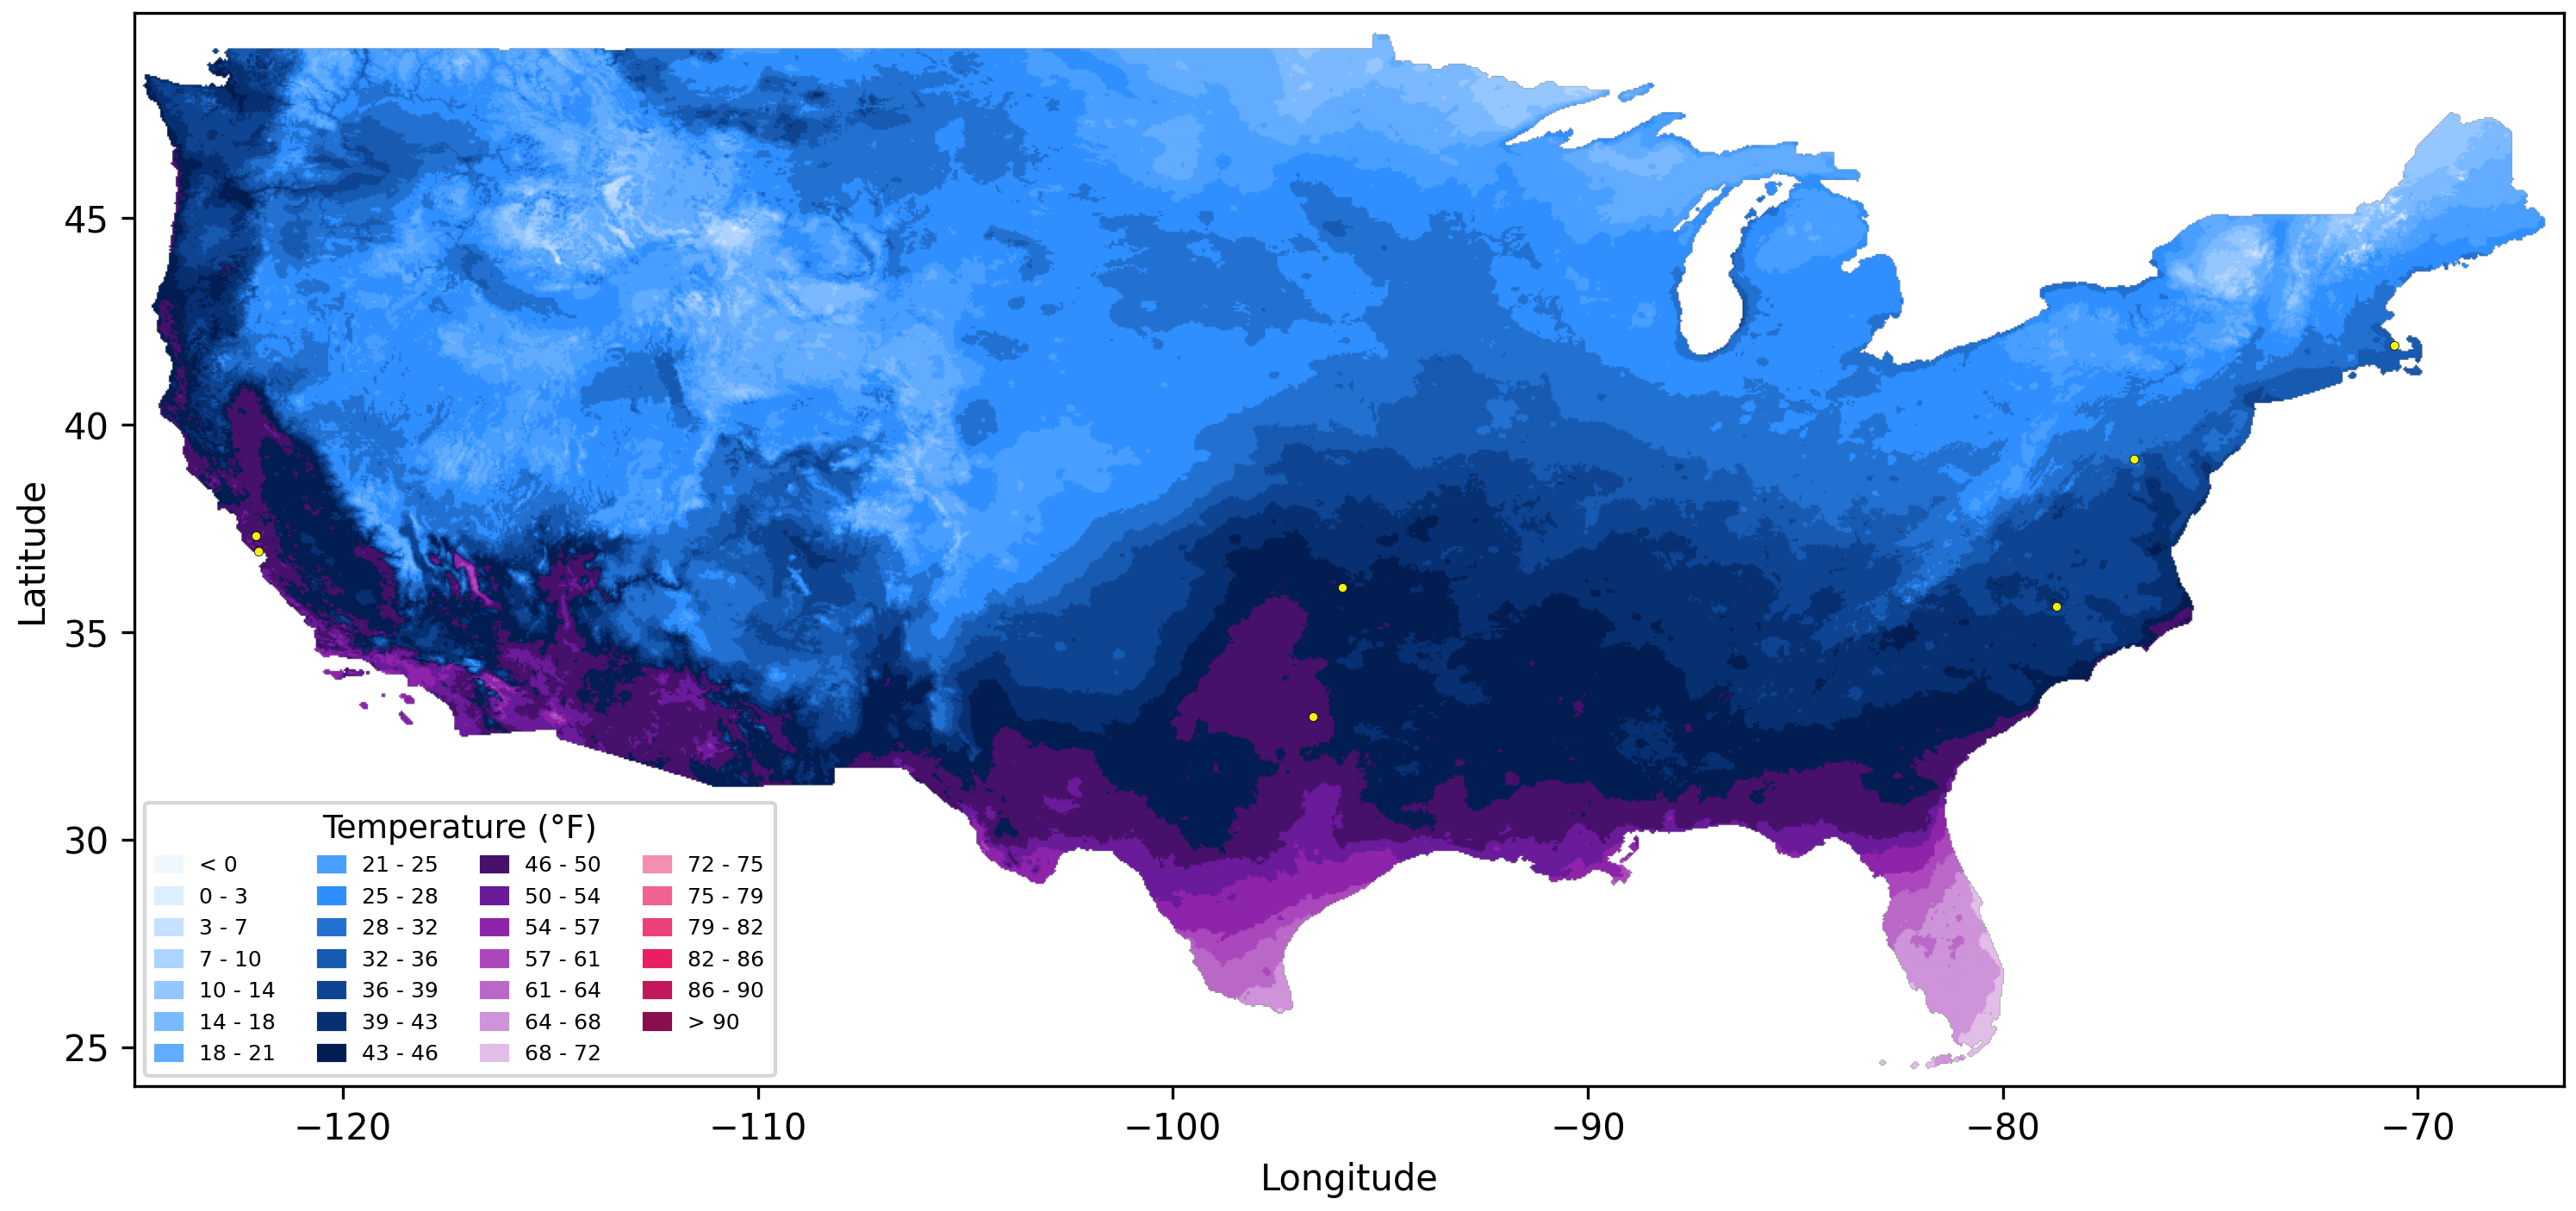 45
40
35
30
25
Latitude
−120
−110
−100
−90
−80
−70
Longitude
Temperature (°F)
< 0
0 - 3
3 - 7
7 - 10
10 - 14
14 - 18
18 - 21
21 - 25
25 - 28
28 - 32
32 - 36
36 - 39
39 - 43
43 - 46
46 - 50
50 - 54
54 - 57
57 - 61
61 - 64
64 - 68
68 - 72
72 - 75
75 - 79
79 - 82
82 - 86
86 - 90
> 90